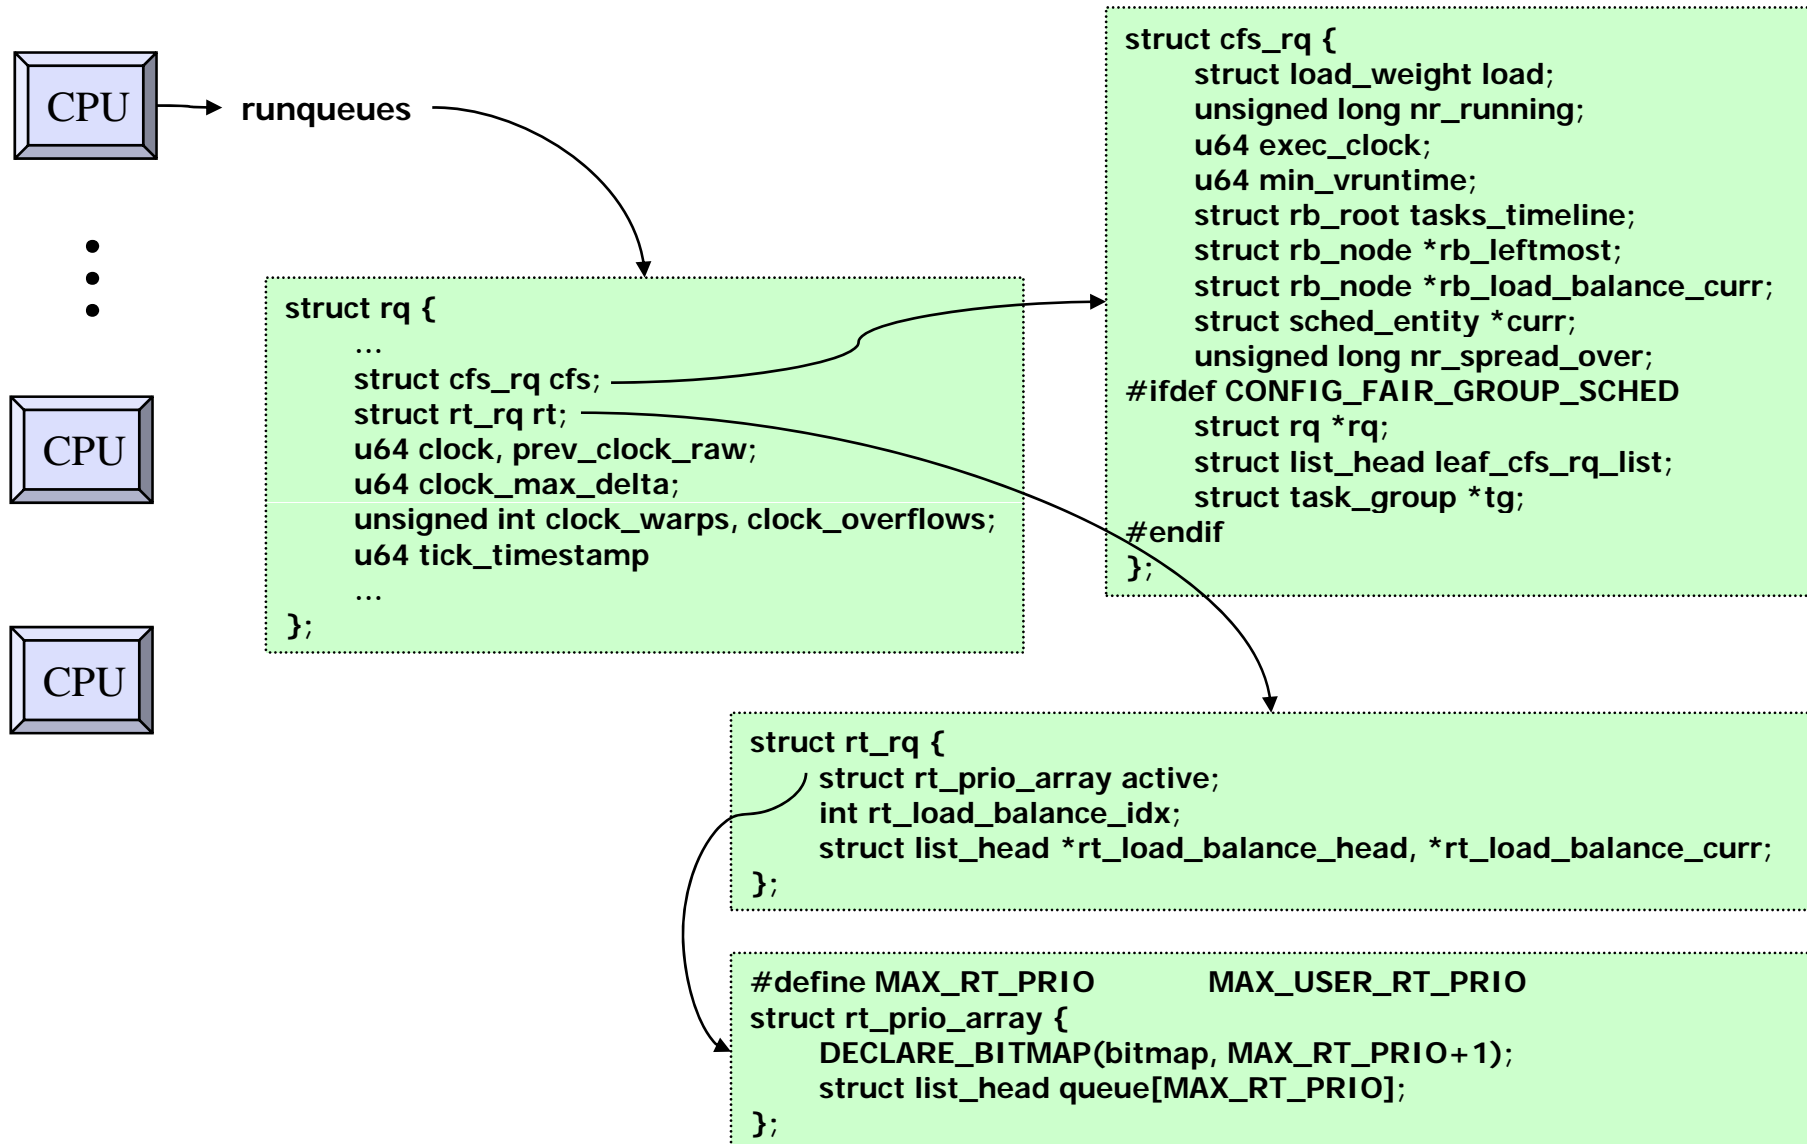 CPU
runqueues
CPU
CPU
struct rq {
...
struct cfs_rq cfs;
struct rt_rq rt;
u64 clock, prev_clock_raw;
u64 clock_max_delta;
unsigned int clock_warps, clock_overflows;
u64 tick_timestamp
...
};
struct cfs_rq {
struct load_weight load;
unsigned long nr_running;
u64 exec_clock;
u64 min_vruntime;
struct rb_root tasks_timeline;
struct rb_node *rb_leftmost;
struct rb_node *rb_load_balance_curr;
struct sched_entity *curr;
unsigned long nr_spread_over;
#ifdef CONFIG_FAIR_GROUP_SCHED
struct rq *rq;
struct list_head leaf_cfs_rq_list;
struct task_group *tg;
#endif
};
struct rt_rq {
struct rt_prio_array active;
int rt_load_balance_idx;
struct list_head *rt_load_balance_head, *rt_load_balance_curr;
};
#define MAX_RT_PRIO MAX_USER_RT_PRIO
struct rt_prio_array {
DECLARE_BITMAP(bitmap, MAX_RT_PRIO+1);
struct list_head queue[MAX_RT_PRIO];
};